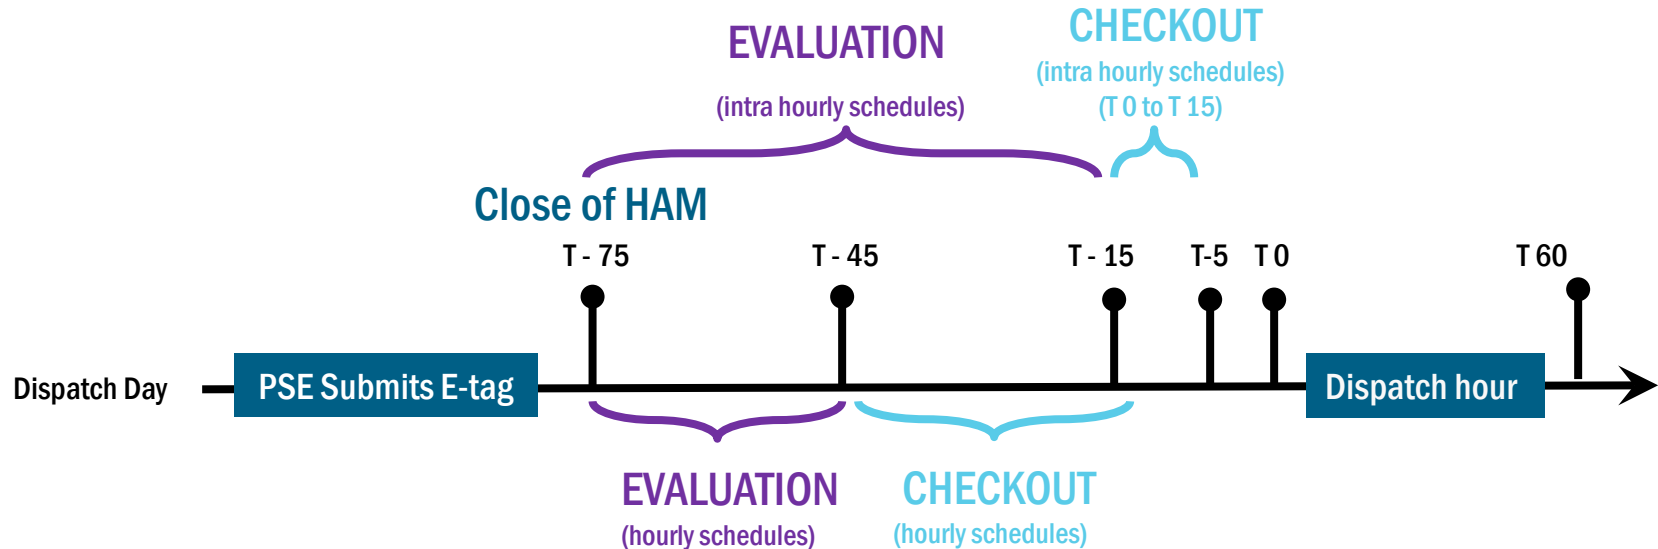 EVALUATION
(intra hourly schedules)
CHECKOUT
(intra hourly schedules)
(T 0 to T 15)
Close of HAM
T - 75
T - 45
T - 15
T-5
T 0
T 60
Dispatch Day
PSE Submits E-tag
Dispatch hour
EVALUATION
(hourly schedules)
CHECKOUT
(hourly schedules)